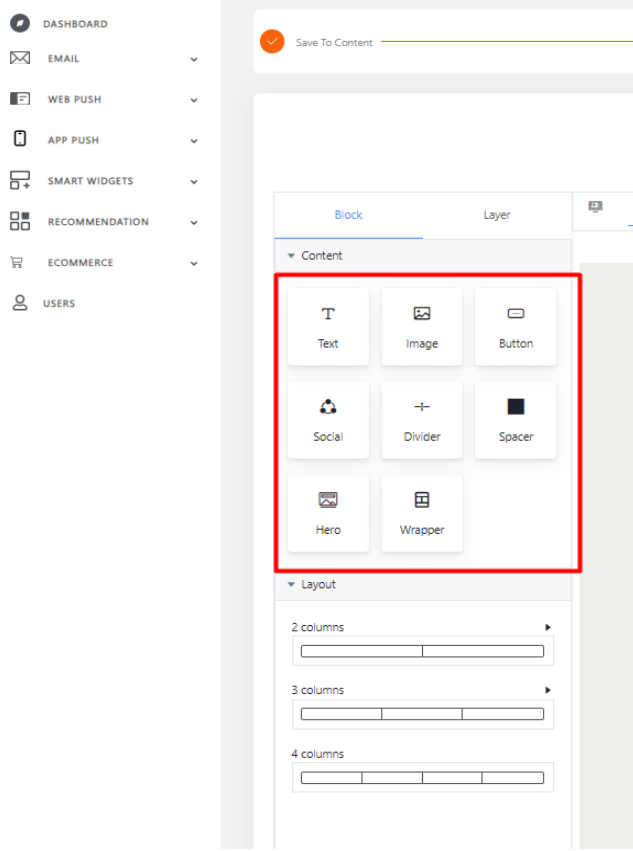 DASHBOARD
EMAIL
WEB PUSH
APP PUSH
SMART WIDGETS
RECOMMENDATION
ECOMMERCE
USERS
Save To Content
Block Layer
Content
Text Image Button
Social Divider Spacer
Hero Wrapper
Layout
2 columns
3 columns
4 columns